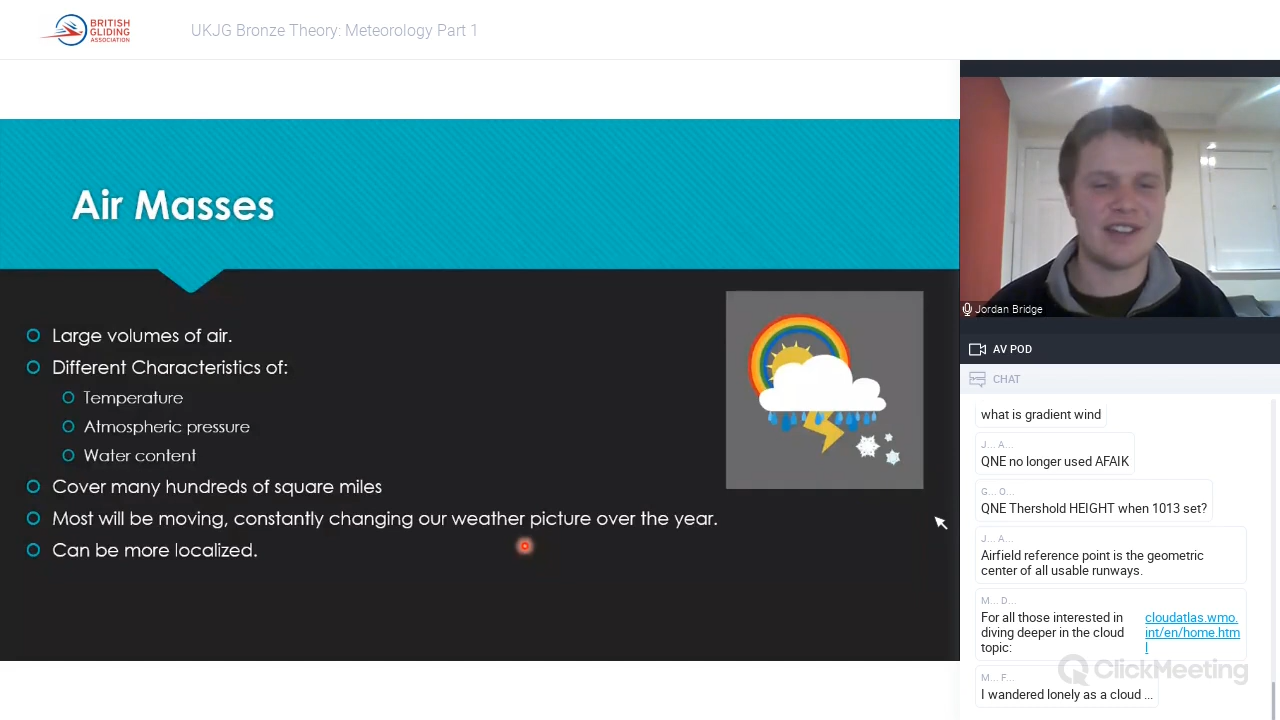 BRITISH
GLIDING
ASSOCIATION
UKJG Bronze Theory: Meteorology Part 1
Air Masses
Large volumes of air.
Different Characteristics of:
Temperature
Atmospheric pressure
Water content
Cover many hundreds of square miles
Most will be moving, constantly changing our weather picture over the year.
Can be more localized.
Jordan Bridge
AV POD
CHAT
what is gradient wind
J... A...
QNE no longer used AFAIK
G... O...
QNE Thershold HEIGHT when 1013 set?
J... A...
Airfield reference point is the geometric
center of all usable runways.
M... D...
For all those interested in
diving deeper in the cloud
topic:
cloudatlas.wmo.
int/en/home.htm
l
M... F...
I wandered lonely as a cloud ...
ClickMeeting